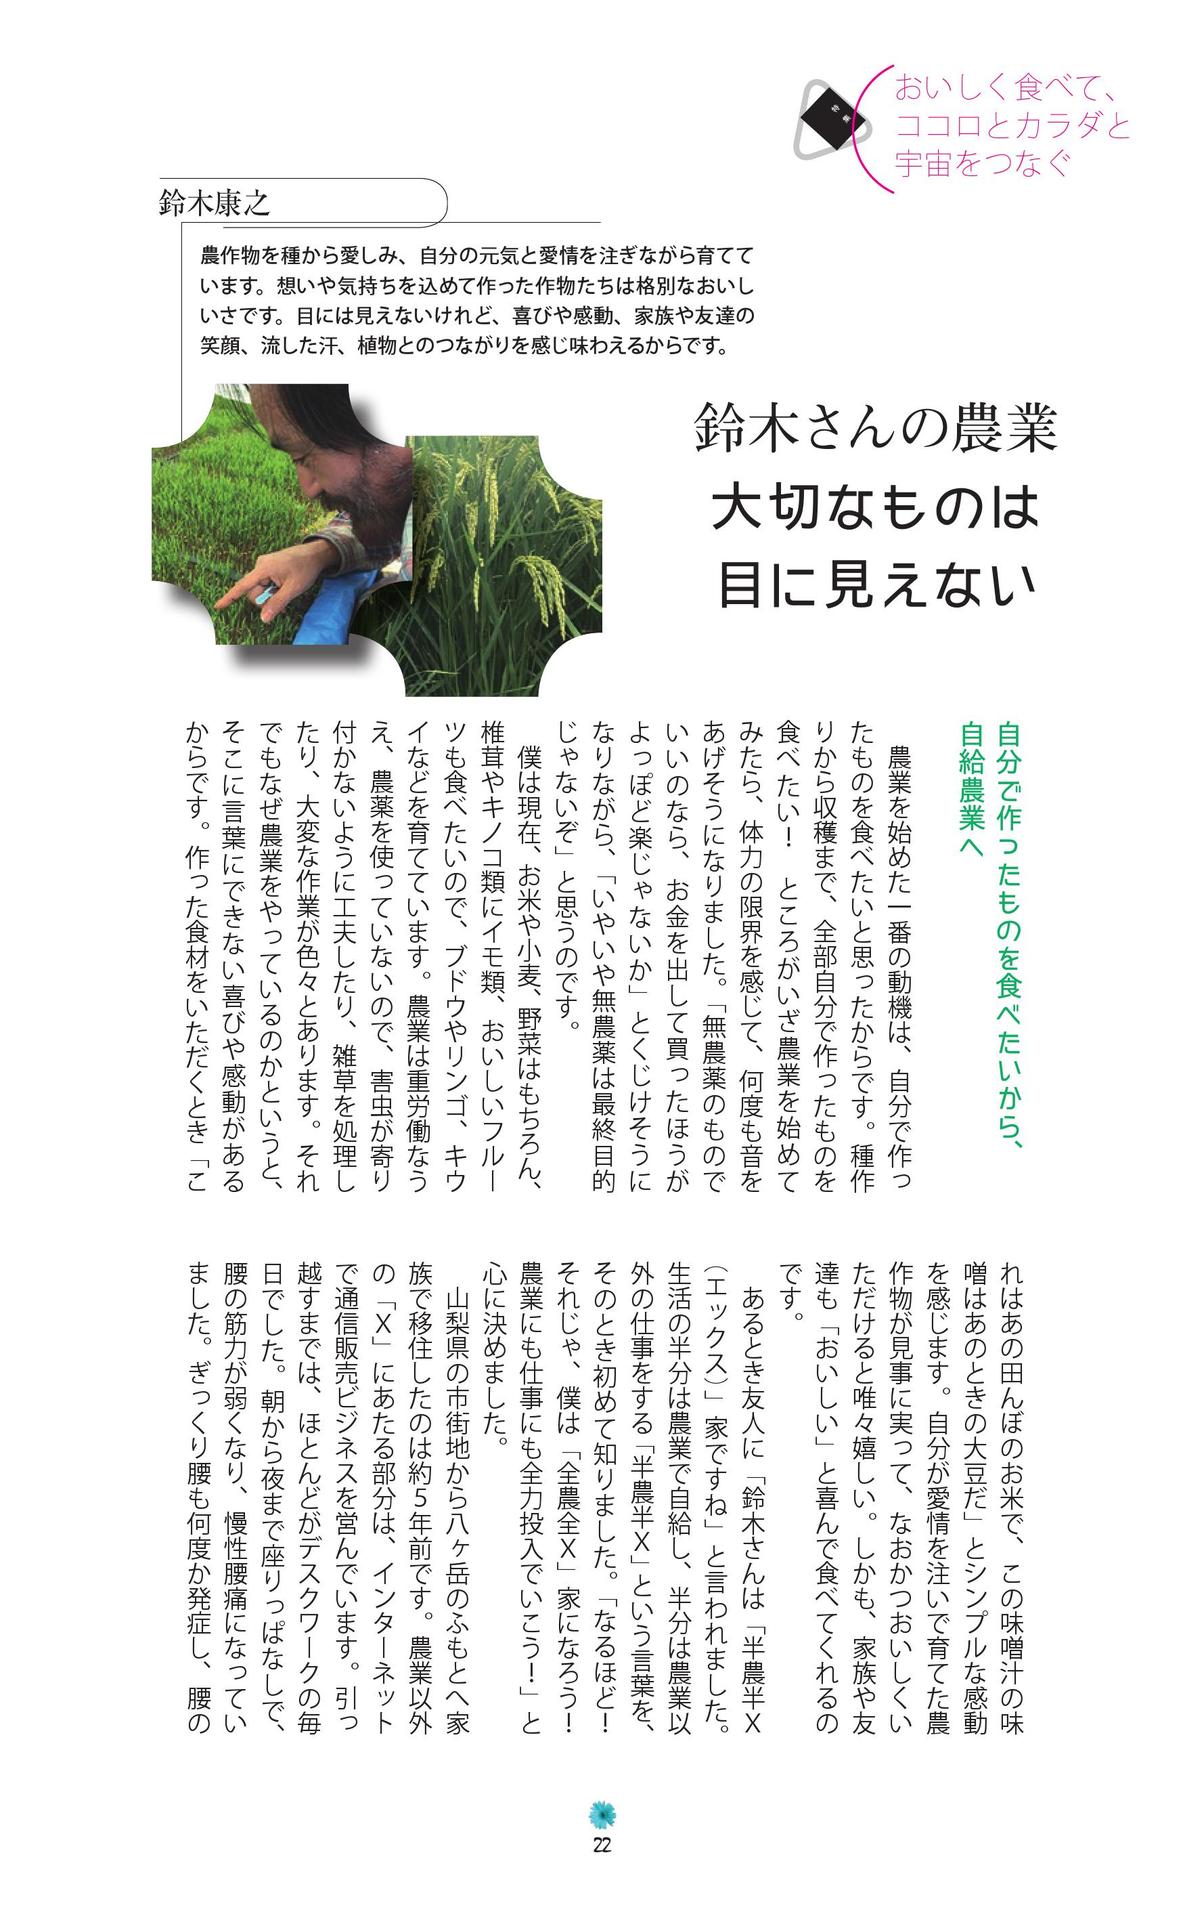 特集
おいしく食べて、
ココロとカラダと
宇宙をつなぐ
鈴木康之
農作物を種から愛しみ、自分の元気と愛情を注ぎながら育てて
います。想いや気持ちを込めて作った作物たちは格別なおいし
いさです。目には見えないけれど、喜びや感動、家族や友達の
笑顔、流した汗、植物とのつながりを感じ味わえるからです。
鈴木さんの農業
大切なものは
目に見えない
自分で作ったものを食べたいから、
自給農業へ
農業を始めた一番の動機は、自分で作っ
たものを食べたいと思ったからです。種作
りから収穫まで、全部自分で作ったものを
食べたい！　ところがいざ農業を始めて
みたら、体力の限界を感じて、何度も音を
あげそうになりました。「無農薬のもので
いいのなら、お金を出して買ったほうが
よっぽど楽じゃないか」とくじけそうに
なりながら、「いやいや無農薬は最終目的
じゃないぞ」と思うのです。
僕は現在、お米や小麦、野菜はもちろん、
椎茸やキノコ類にイモ類、おいしいフルー
ツも食べたいので、ブドウやリンゴ、キウ
イなどを育てています。農業は重労働なう
え、農薬を使っていないので、害虫が寄り
付かないように工夫したり、雑草を処理し
たり、大変な作業が色々とあります。それ
でもなぜ農業をやっているのかというと、
そこに言葉にできない喜びや感動がある
からです。作った食材をいただくとき「こ
れはあの田んぼのお米で、この味噌汁の味
噌はあのときの大豆だ」とシンプルな感動
を感じます。自分が愛情を注いで育てた農
作物が見事に実って、なおかつおいしくい
ただけると唯々嬉しい。しかも、家族や友
達も「おいしい」と喜んで食べてくれるの
です。
あるとき友人に「鈴木さんは「半農半Ｘ
（エックス）」家ですね」と言われました。
生活の半分は農業で自給し、半分は農業以
外の仕事をする「半農半Ｘ」という言葉を、
そのとき初めて知りました。「なるほど！
それじゃ、僕は「全農全Ｘ」家になろう！
農業にも仕事にも全力投入でいこう！」と
心に決めました。
山梨県の市街地から八ヶ岳のふもとへ家
族で移住したのは約５年前です。農業以外
の「Ｘ」にあたる部分は、インターネット
で通信販売ビジネスを営んでいます。引っ
越すまでは、ほとんどがデスクワークの毎
日でした。朝から夜まで座りっぱなしで、
腰の筋力が弱くなり、慢性腰痛になってい
ました。ぎっくり腰も何度か発症し、腰の
22